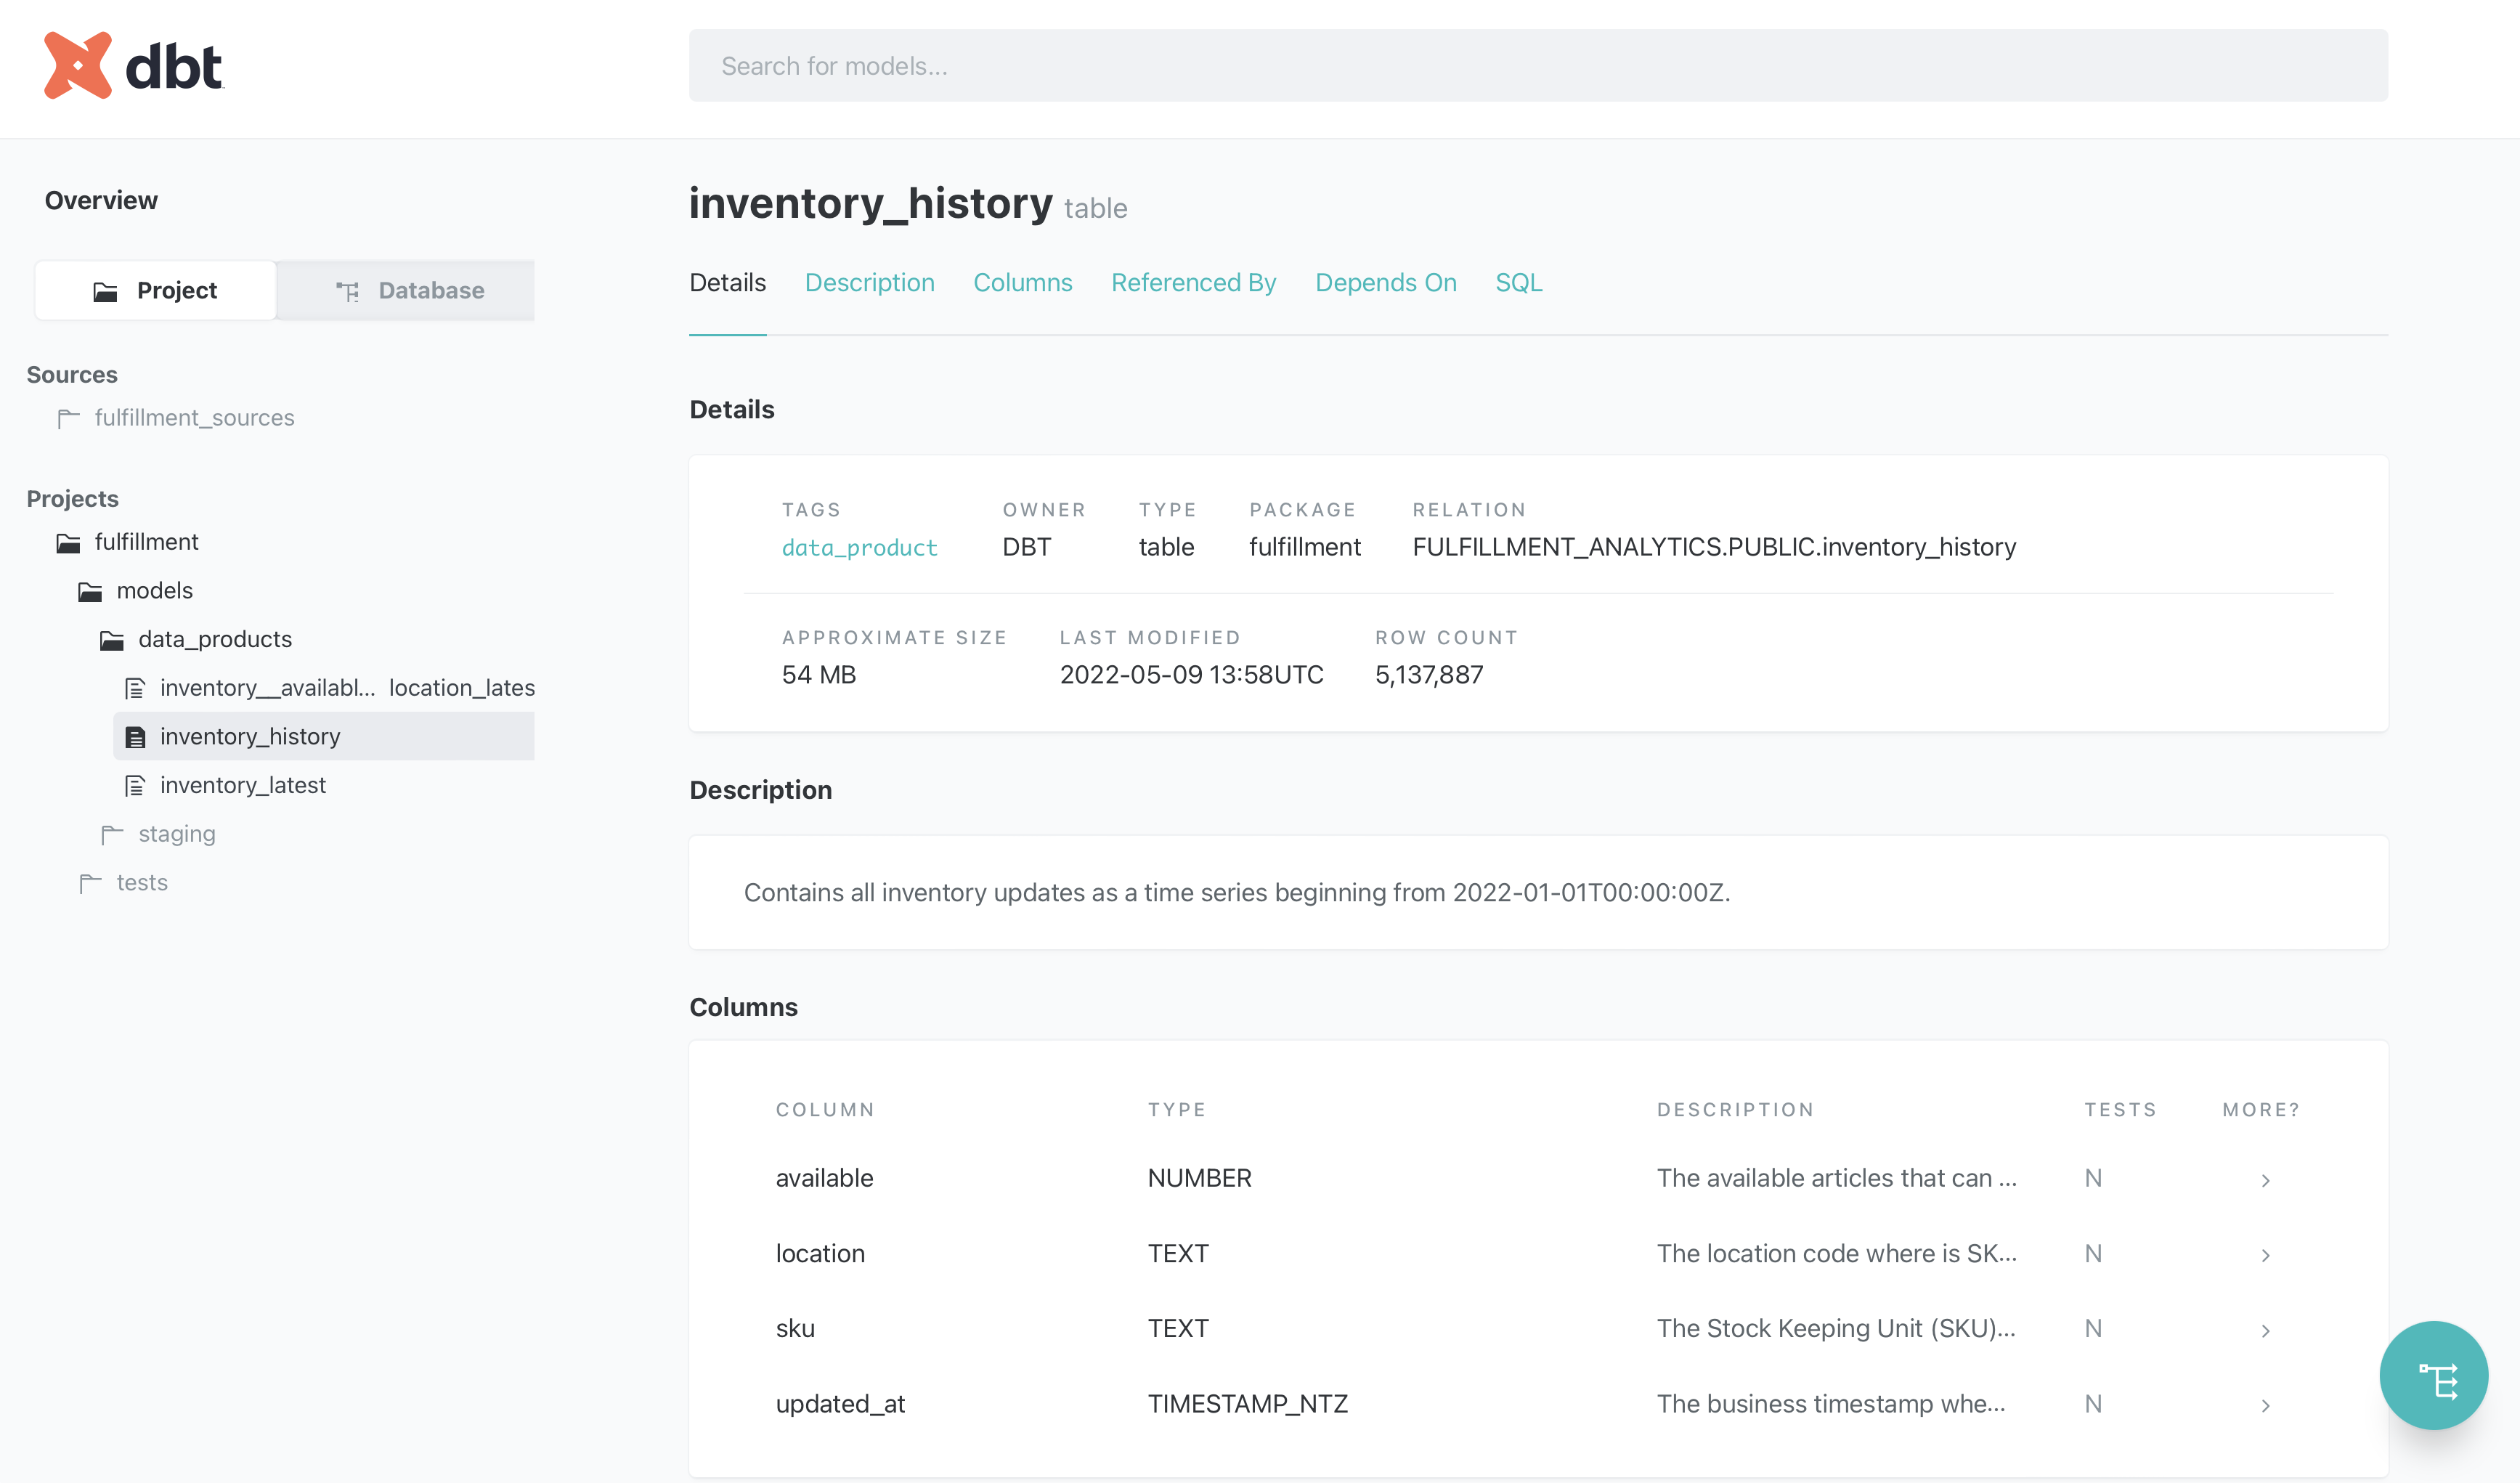 dbt
Search for models...
Overview
Project Database
Sources
fulfillment_sources
Projects
fulfillment
models
data_products
inventory__availabl... location_lates
inventory_history
inventory_latest
staging
tests
inventory_history table
Details Description Columns Referenced By Depends On SQL
Details
TAGS OWNER TYPE PACKAGE RELATION
data_product DBT table fulfillment FULFILLMENT_ANALYTICS.PUBLIC.inventory_history
APPROXIMATE SIZE LAST MODIFIED ROW COUNT
54 MB 2022-05-09 13:58UTC 5,137,887
Description
Contains all inventory updates as a time series beginning from 2022-01-01T00:00:00Z.
Columns
COLUMN TYPE DESCRIPTION TESTS MORE?
available NUMBER The available articles that can ... N
location TEXT The location code where is SK... N
sku TEXT The Stock Keeping Unit (SKU)... N
updated_at TIMESTAMP_NTZ The business timestamp whe... N